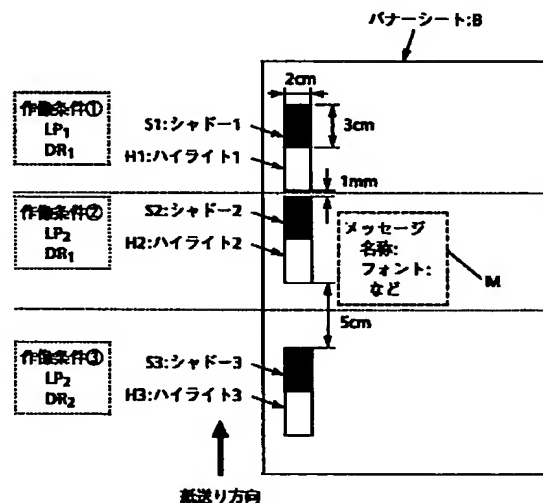 バナーシート:B
2cm
作像条件①
LP1
DR1
S1:シャドー1
3cm
H1:ハイライト1
1mm
作像条件②
LP2
DR1
S2:シャドー2
H2:ハイライト2
メッセージ
名称:
フォント:
など
M
5cm
作像条件③
LP2
DR2
S3:シャドー3
H3:ハイライト3
紙送り方向